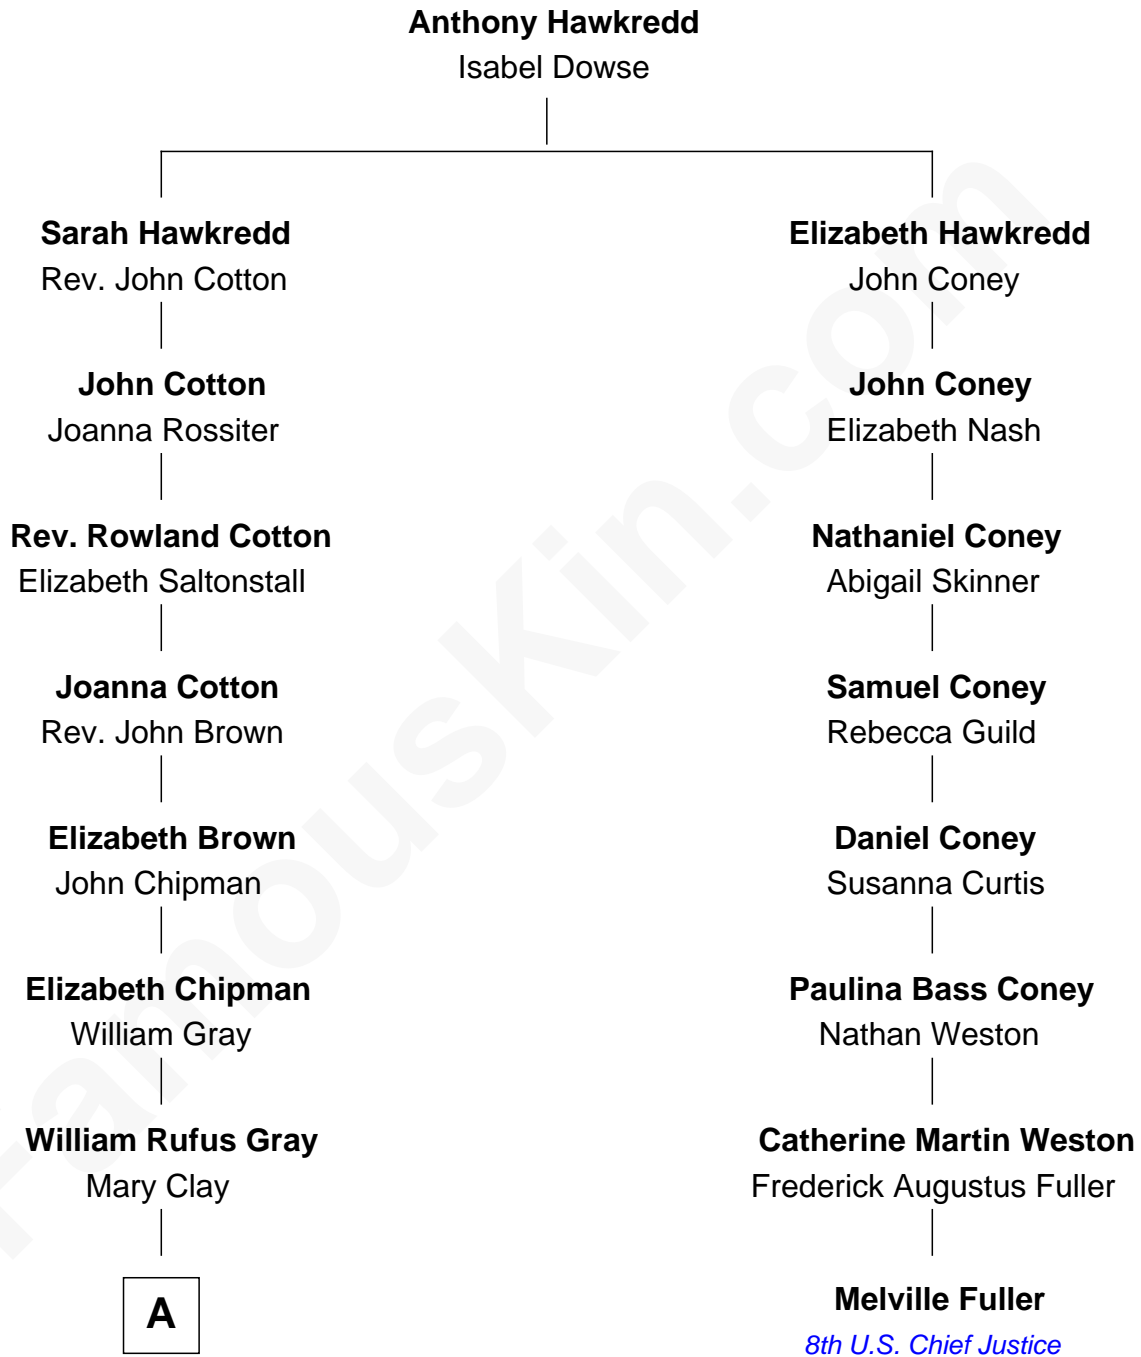 Anthony Hawkredd
Isabel Dowse
Sarah Hawkredd
Rev. John Cotton
Elizabeth Hawkredd
John Coney
John Cotton
Joanna Rossiter
John Coney
Elizabeth Nash
Rev. Rowland Cotton
Elizabeth Saltonstall
Nathaniel Coney
Abigail Skinner
Joanna Cotton
Rev. John Brown
Samuel Coney
Rebecca Guild
Elizabeth Brown
John Chipman
Daniel Coney
Susanna Curtis
Elizabeth Chipman
William Gray
Paulina Bass Coney
Nathan Weston
William Rufus Gray
Mary Clay
Catherine Martin Weston
Frederick Augustus Fuller
A
Melville Fuller
8th U.S. Chief Justice
FamousKin.com